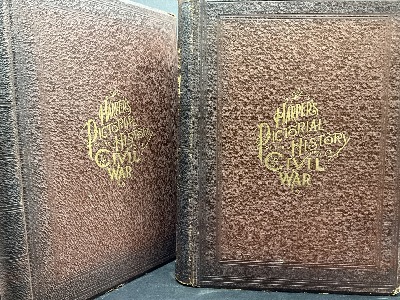 HARPER'S
PICTORIAL
HISTORY
CIVIL
WAR
HARPER'S
PICTORIAL
HISTORY
CIVIL
WAR